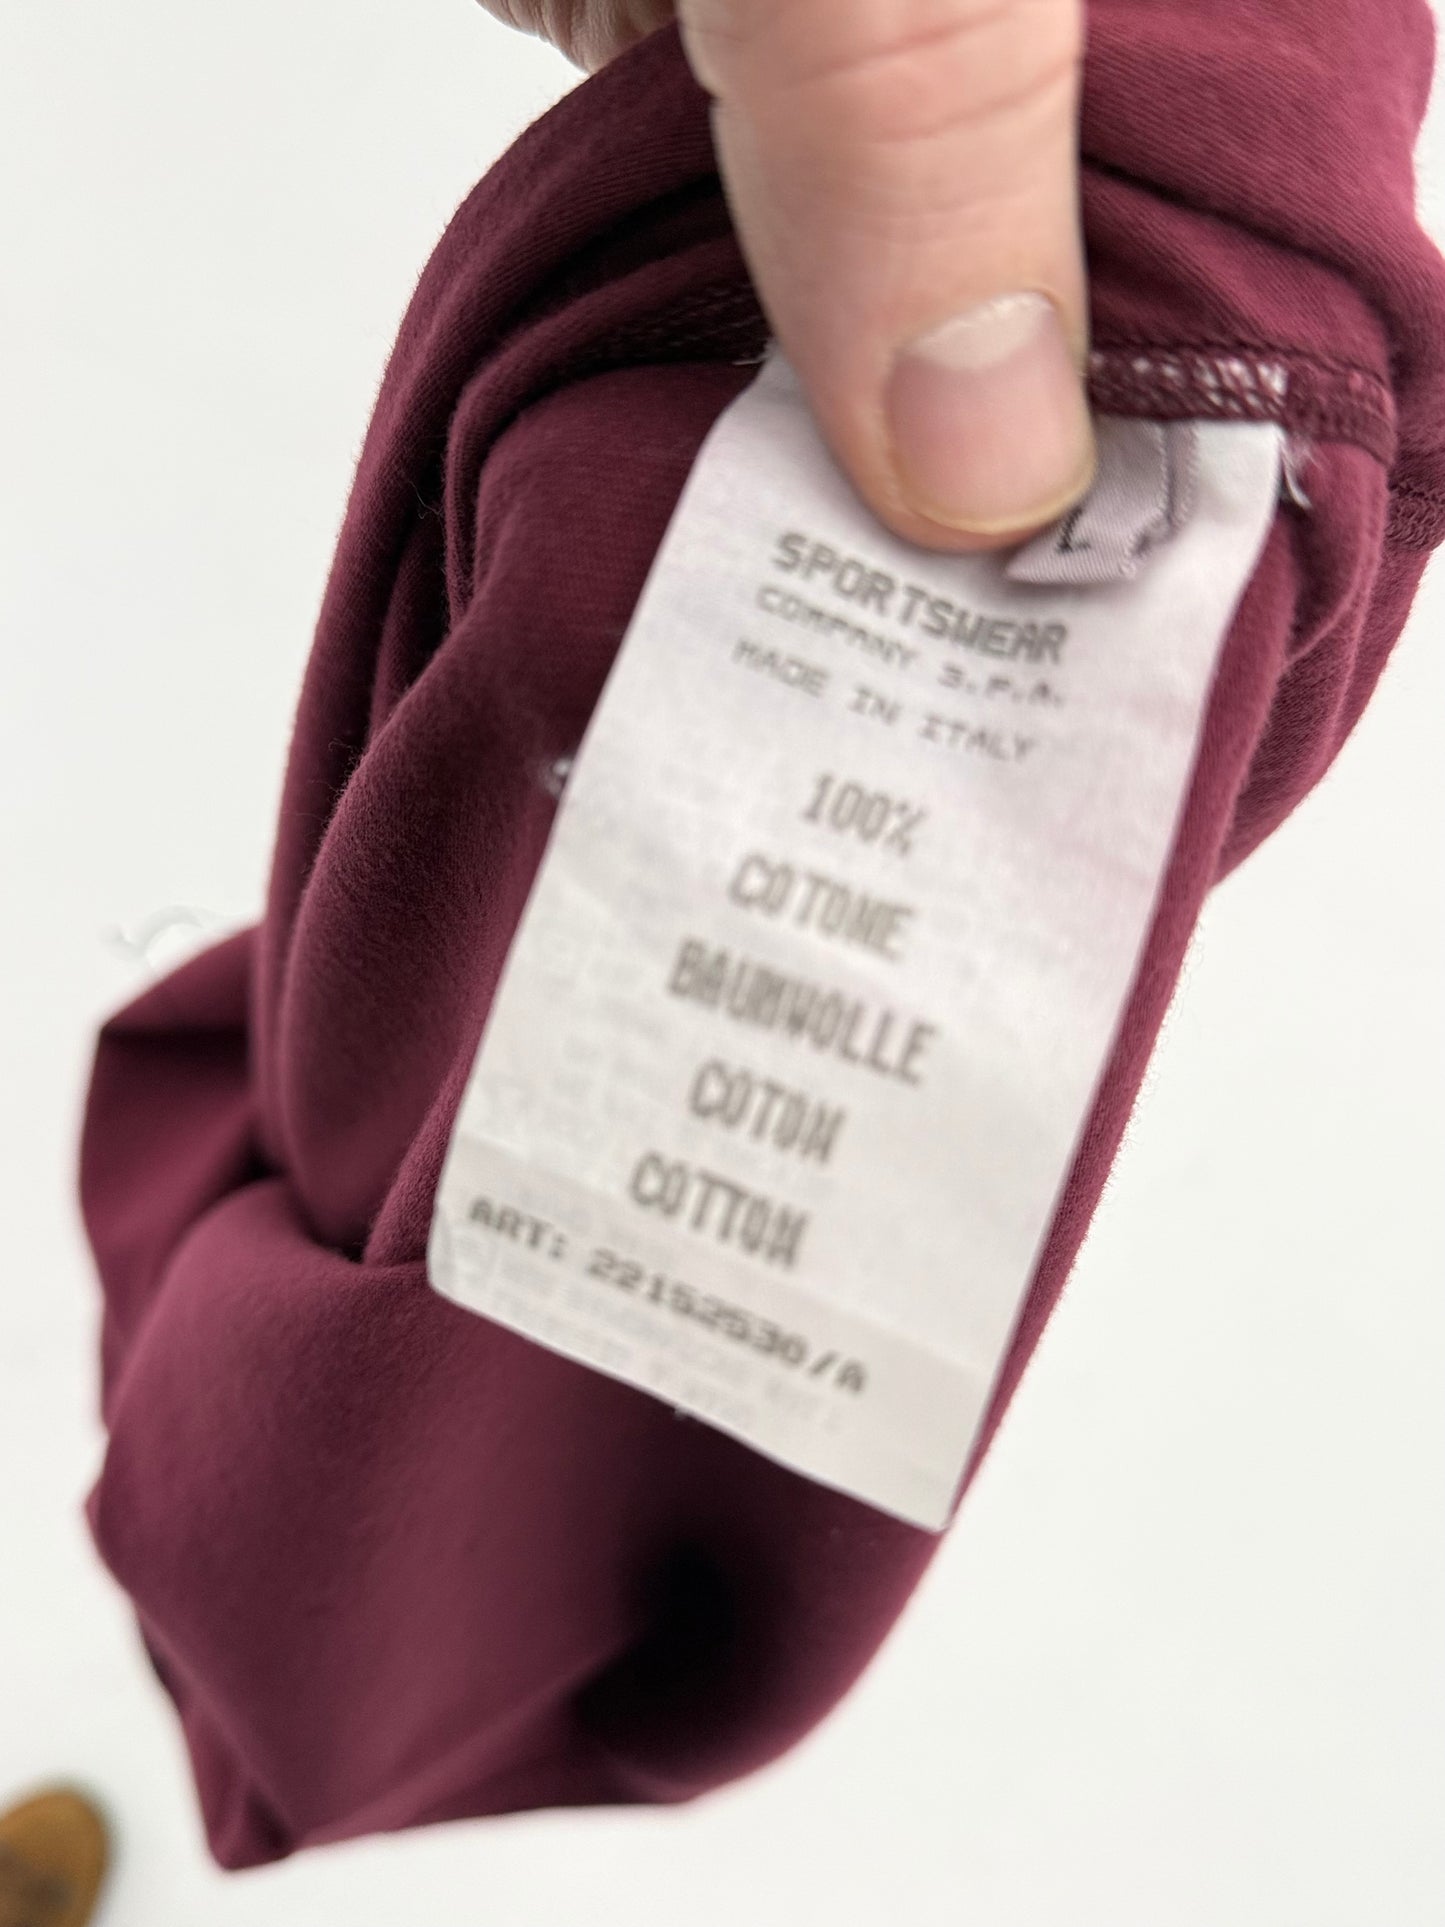 SPORTSWEAR
COMPANY S.P.A.
MADE IN ITALY
100%
COTONE
BAUMWOLLE
COTON
COTTON
ART: 22152530/A